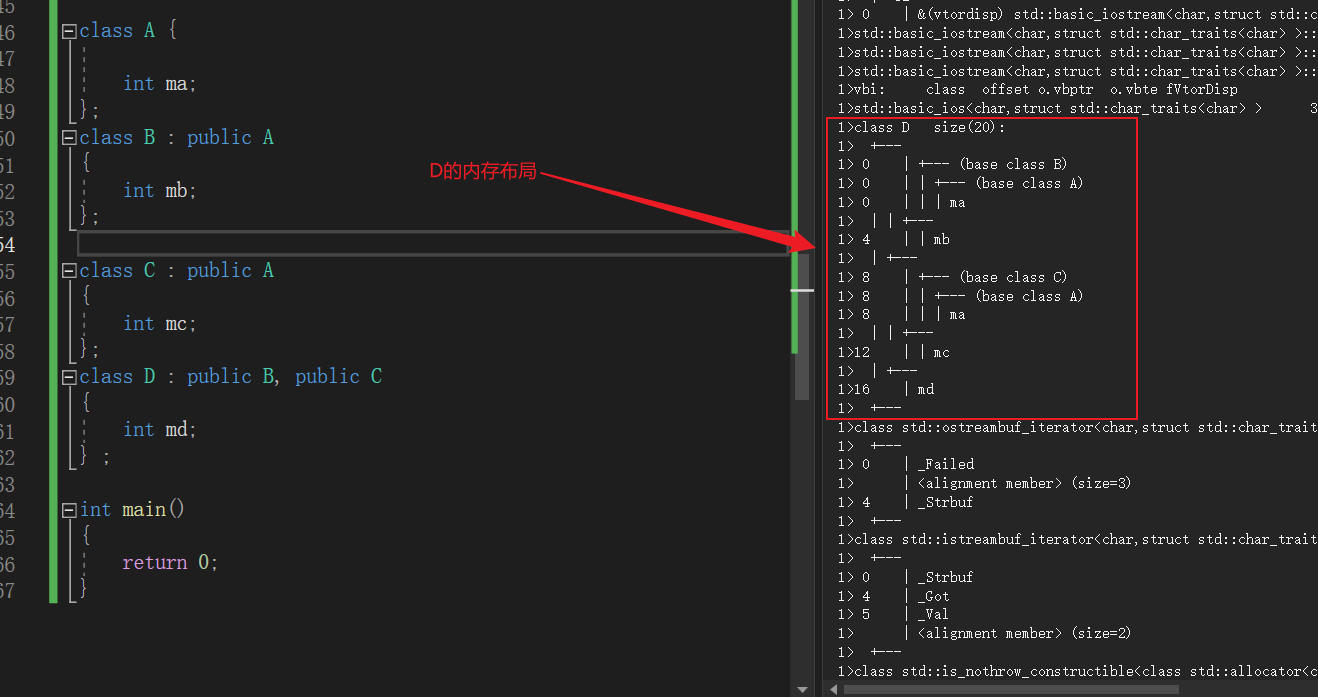 45
46 class A {
47
48 int ma;
49 };
50 class B : public A
51 {
52 int mb;
53 };
54
55 class C : public A
56 {
57 int mc;
58 };
59 class D : public B, public C
60 {
61 int md;
62 } ;
63
64 int main()
65 {
66 return 0;
67 }
D的内存布局
1> 0 | &(vtordisp) std::basic_iostream<char,struct std::c
1>std::basic_iostream<char,struct std::char_traits<char> >::
1>std::basic_iostream<char,struct std::char_traits<char> >::
1>std::basic_iostream<char,struct std::char_traits<char> >::
1>vbi: class offset o.vbptr o.vbte fVtorDisp
1>std::basic_ios<char,struct std::char_traits<char> > 3
1>class D size(20):
1> +---
1> 0 | +--- (base class B)
1> 0 | | +--- (base class A)
1> 0 | | | ma
1> | | +---
1> 4 | | mb
1> | +---
1> 8 | +--- (base class C)
1> 8 | | +--- (base class A)
1> 8 | | | ma
1> | | +---
1>12 | | mc
1> | +---
1>16 | md
1> +---
1>class std::ostreambuf_iterator<char,struct std::char_trait
1> +---
1> 0 | _Failed
1> | <alignment member> (size=3)
1> 4 | _Strbuf
1> +---
1>class std::istreambuf_iterator<char,struct std::char_trait
1> +---
1> 0 | _Strbuf
1> 4 | _Got
1> 5 | _Val
1> | <alignment member> (size=2)
1> +---
1>class std::is_nothrow_constructible<class std::allocator<c